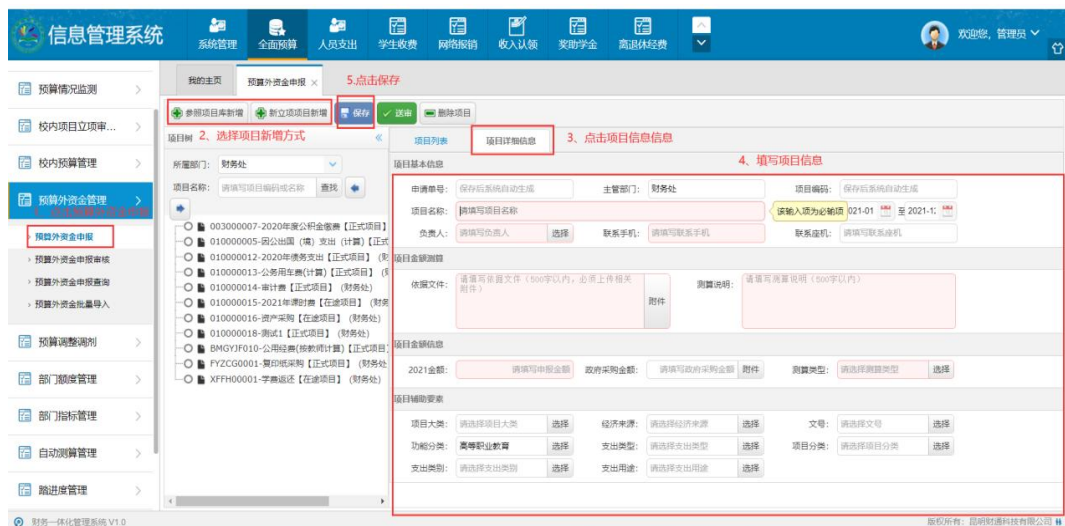 信息管理系统
系统管理 全面预算 人员支出 学生收费 网络报销 收入认领 奖助学金 离退休经费
欢迎您, 管理员
预算情况监测
校内项目立项审...
校内预算管理
预算外资金管理
预算外资金申报
预算外资金申报审核
预算外资金申报查询
预算外资金批量导入
预算调整调剂
部门额度管理
部门指标管理
自动测算管理
踏进度管理
我的主页 预算外资金申报 × 5.点击保存
参照项目库新增 新立项项目新增 保存 送审 删除项目
项目树 2、选择项目新增方式 «
所属部门: 财务处
项目名称: 请填写项目编码或名称 查找
003000007-2020年度公积金缴费【正式项目】
010000005-因公出国(境)支出(计算)【正式
010000012-2020年债务支出【正式项目】(财
010000013-公务用车费(计算)【正式项目】(财
010000014-审计费【正式项目】(财务处)
010000015-2021年课时费【在途项目】(财务
010000016-资产采购【在途项目】(财务处)
010000018-测试1【正式项目】(财务处)
BMGYJF010-公用经费(按教师计算)【正式项目】
FYZCG0001-复印纸采购【正式项目】(财务处
XFFH00001-学费返还【在途项目】(财务处)
项目列表 项目详细信息 3、点击项目信息信息
项目基本信息 4、填写项目信息
申请单号: 保存后系统自动生成 主管部门: 财务处 项目编码: 保存后系统自动生成
项目名称: 请填写项目名称 该输入项为必输项 021-01 至 2021-1:
负责人: 请填写负责人 选择 联系手机: 请填写联系手机 联系座机: 请填写联系座机
项目金额测算
依据文件: 请填写依据文件(500字以内,必须上传相关
附件) 附件 测算说明: 请填写测算说明(500字以内)
项目金额信息
2021金额: 请填写申报金额 政府采购金额: 请填写政府采购金额 附件 测算类型: 请选择测算类型 选择
项目辅助要素
项目大类: 请选择项目大类 选择 经济来源: 请选择经济来源 选择 文号: 请选择文号 选择
功能分类: 高等职业教育 选择 支出类型: 请选择支出类型 选择 项目分类: 请选择项目分类 选择
支出类别: 请选择支出类别 选择 支出用途: 请选择支出用途 选择
财务一体化管理系统 V1.0
版权所有: 昆明财通科技有限公司